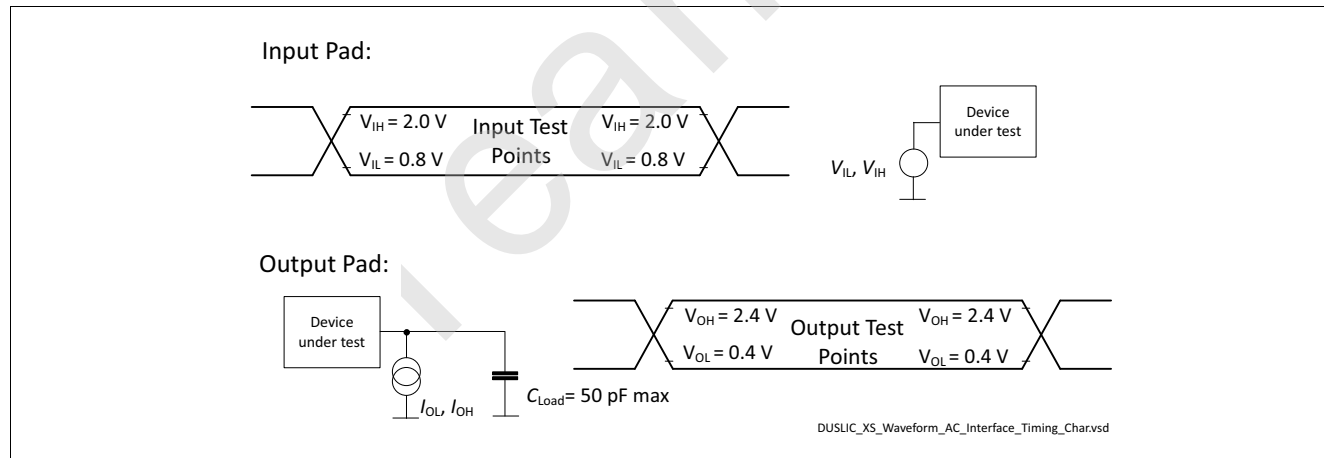 Input Pad:
V_IH = 2.0 V
Input Test
Points
V_IH = 2.0 V
V_IL = 0.8 V
V_IL = 0.8 V
Device
under test
V_IL, V_IH
Output Pad:
Device
under test
I_OL, I_OH
C_Load= 50 pF max
V_OH = 2.4 V
Output Test
Points
V_OH = 2.4 V
V_OL = 0.4 V
V_OL = 0.4 V
DUSLIC_XS_Waveform_AC_Interface_Timing_Char.vsd